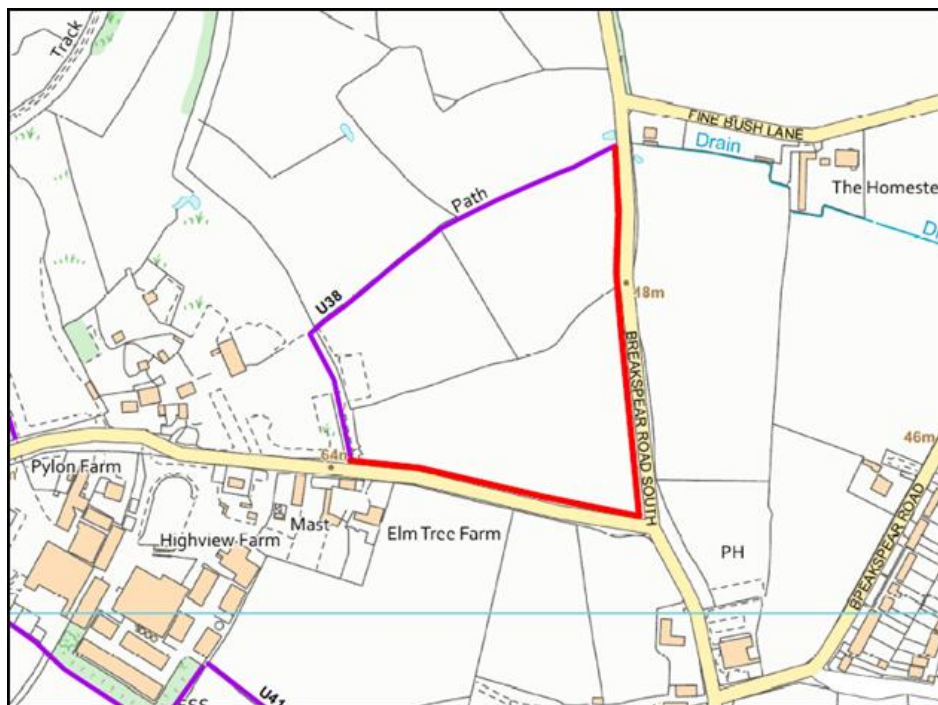 Track
FINE BUSH LANE
Drain
The Homeste
D
Path
U38
48m
BREAKSPEAR ROAD SOUTH
64m
46m
Pylon Farm
Mast
Elm Tree Farm
Highview Farm
PH
BREAKSPEAR ROAD
U41